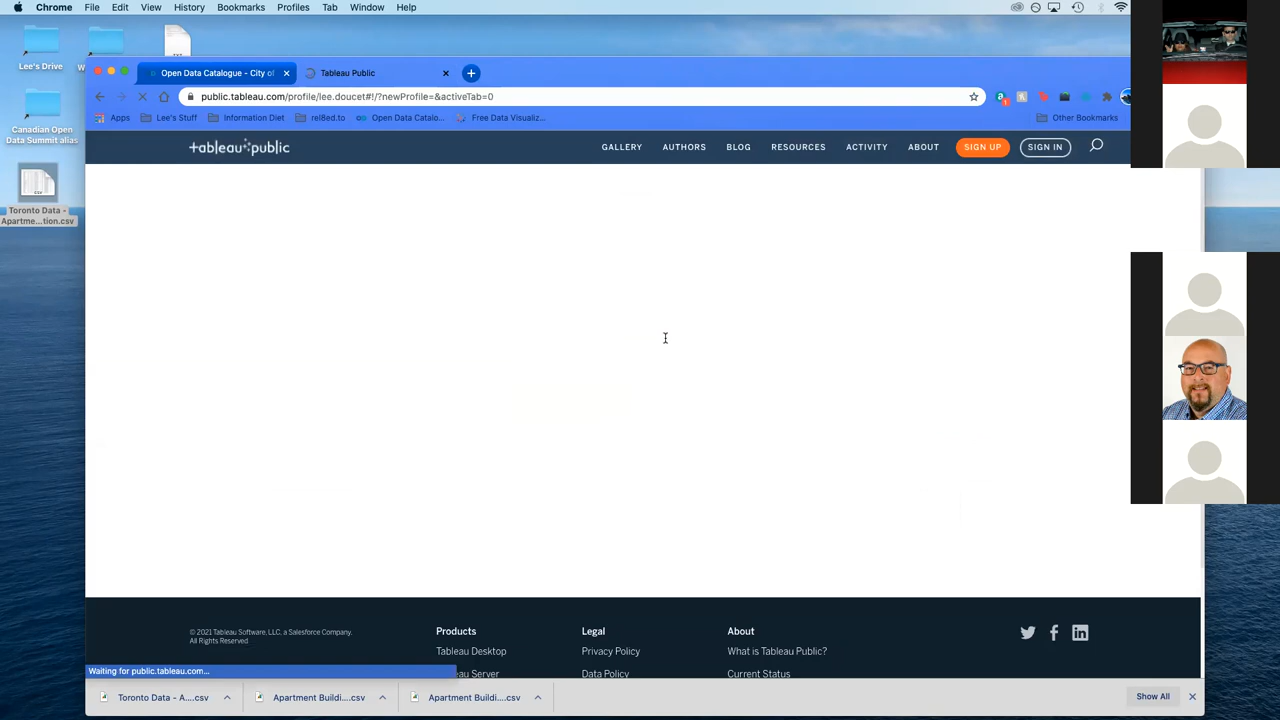 Chrome File Edit View History Bookmarks Profiles Tab Window Help
Lee's Drive
TXT
Canadian Open
Data Summit alias
CSV
Toronto Data -
Apartme...tion.csv
Open Data Catalogue - City of
Tableau Public
public.tableau.com/profile/lee.doucet#!/?newProfile=&activeTab=0
Apps Lee's Stuff Information Diet rel8ed.to Open Data Catalo... Free Data Visualiz... Other Bookmarks
+ableau+public GALLERY AUTHORS BLOG RESOURCES ACTIVITY ABOUT SIGN UP SIGN IN
© 2021 Tableau Software, LLC, a Salesforce Company.
All Rights Reserved
Products Legal About
Tableau Desktop Privacy Policy What is Tableau Public?
eau Server Data Policy Current Status
Waiting for public.tableau.com...
Toronto Data - A....csv Apartment Buildi....csv Apartment Buildi....csv Show All